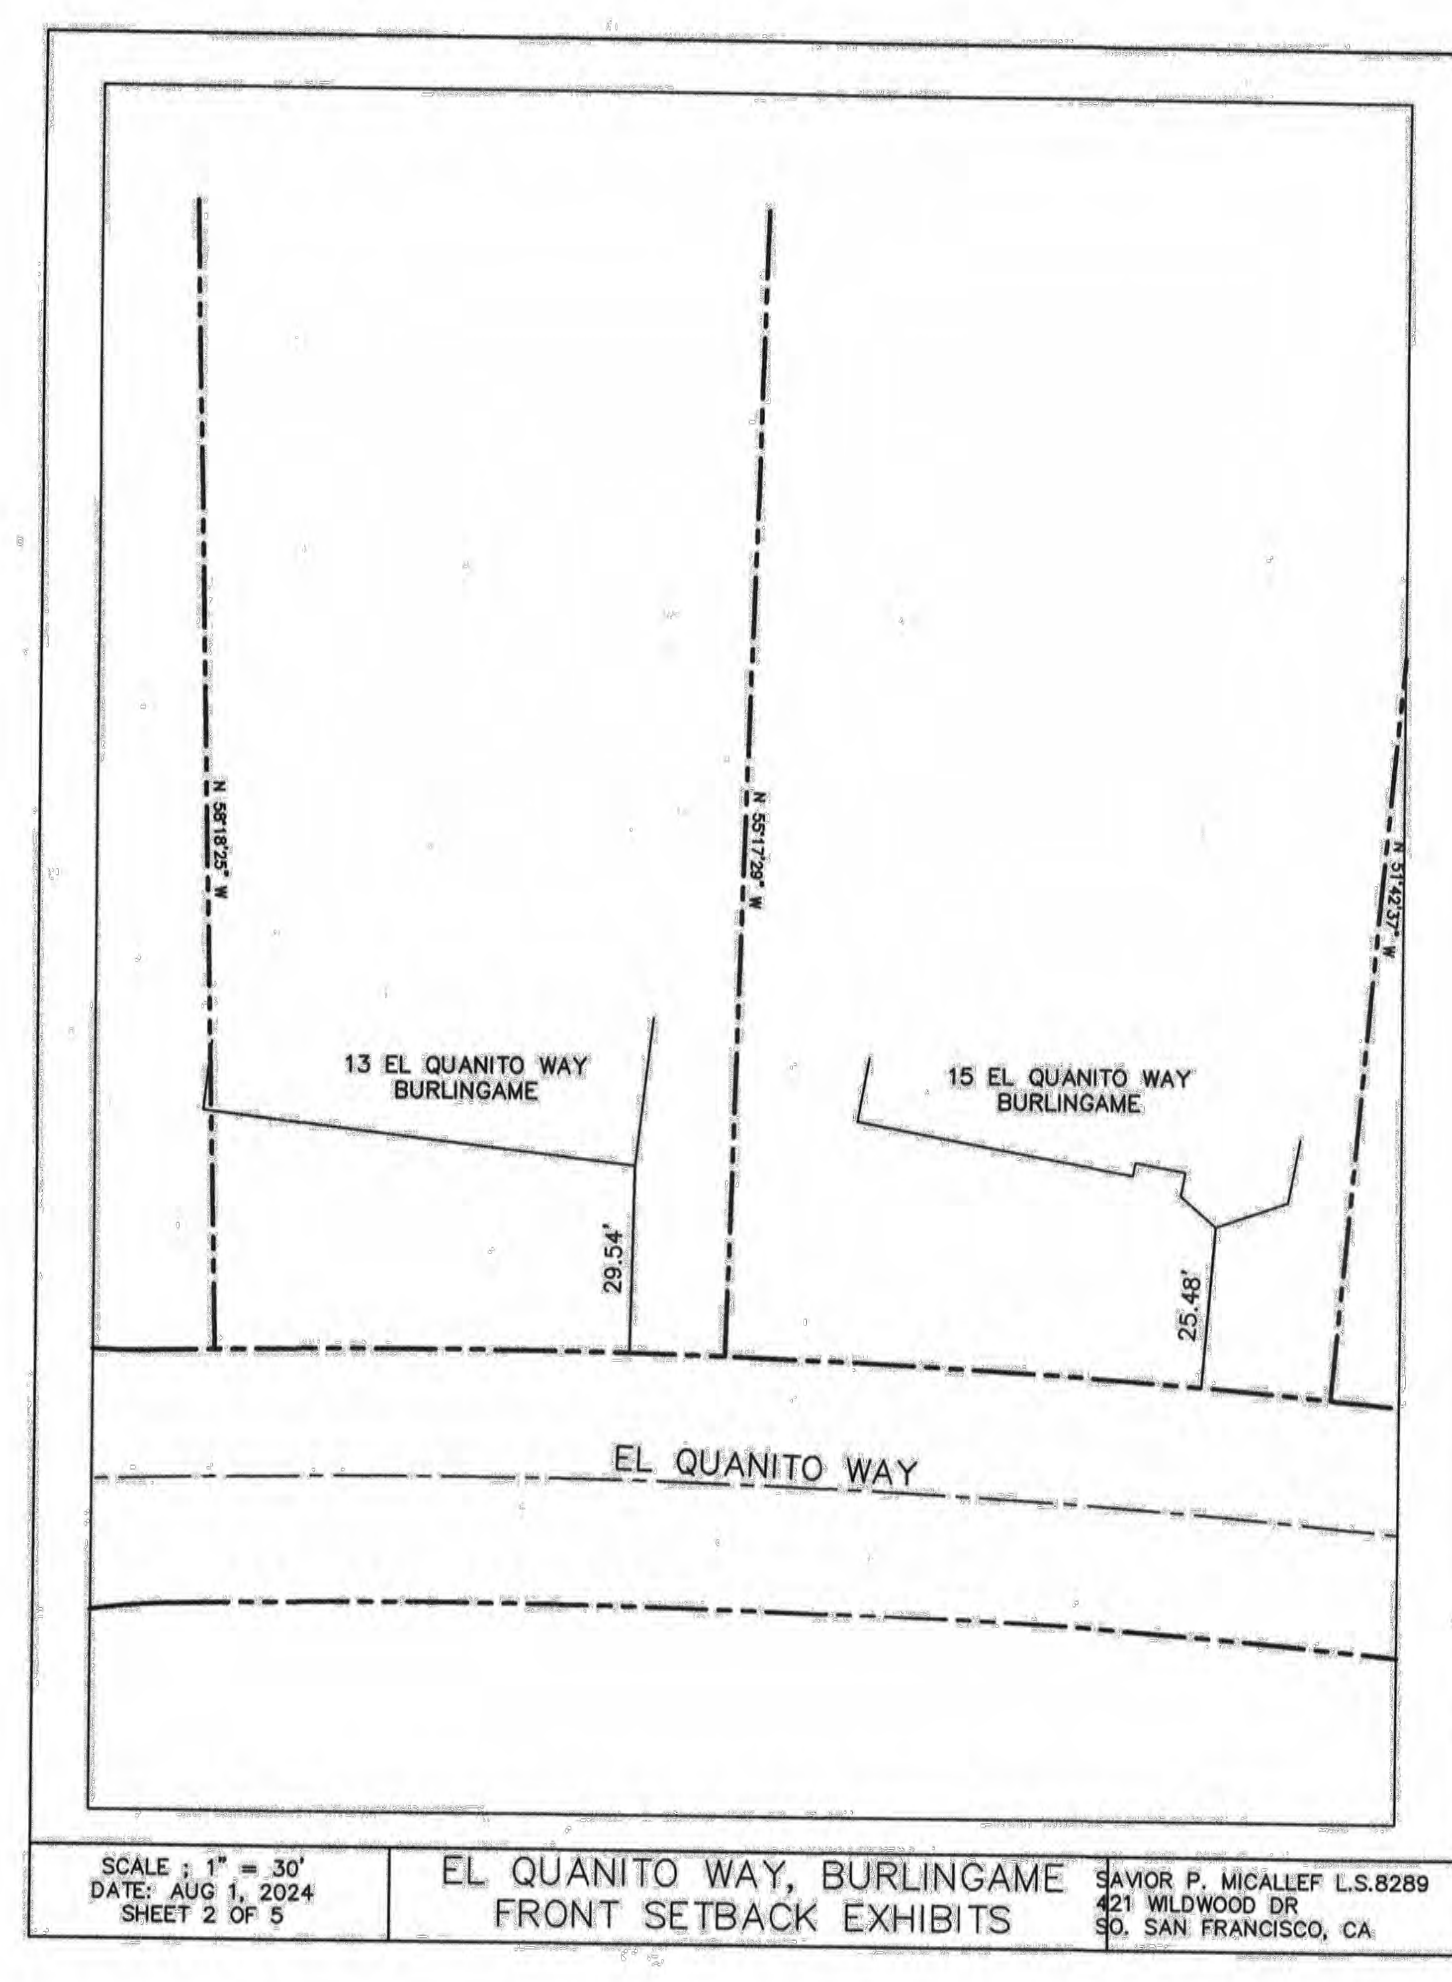 N 58°18'25" W
N 55°17'29" W
N 51°42'37" W
13 EL QUANITO WAY
BURLINGAME
15 EL QUANITO WAY
BURLINGAME
29.54'
25.48'
EL QUANITO WAY
SCALE ; 1" = 30'
DATE: AUG 1, 2024
SHEET 2 OF 5
EL QUANITO WAY, BURLINGAME
FRONT SETBACK EXHIBITS
SAVIOR P. MICALLEF L.S.8289
421 WILDWOOD DR
SO. SAN FRANCISCO, CA